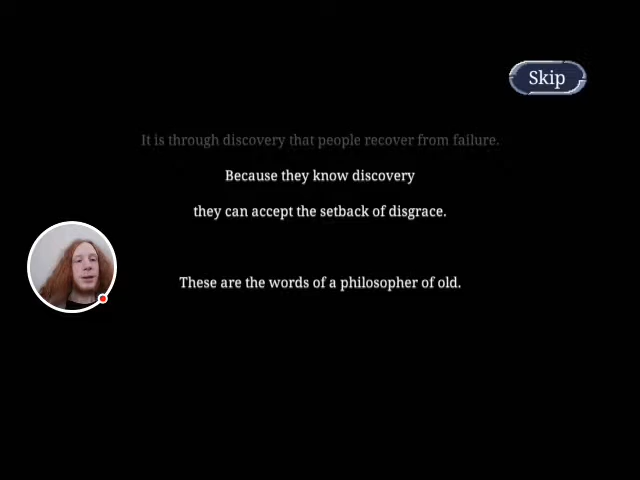 Skip
It is through discovery that people recover from failure.
Because they know discovery
they can accept the setback of disgrace.
These are the words of a philosopher of old.